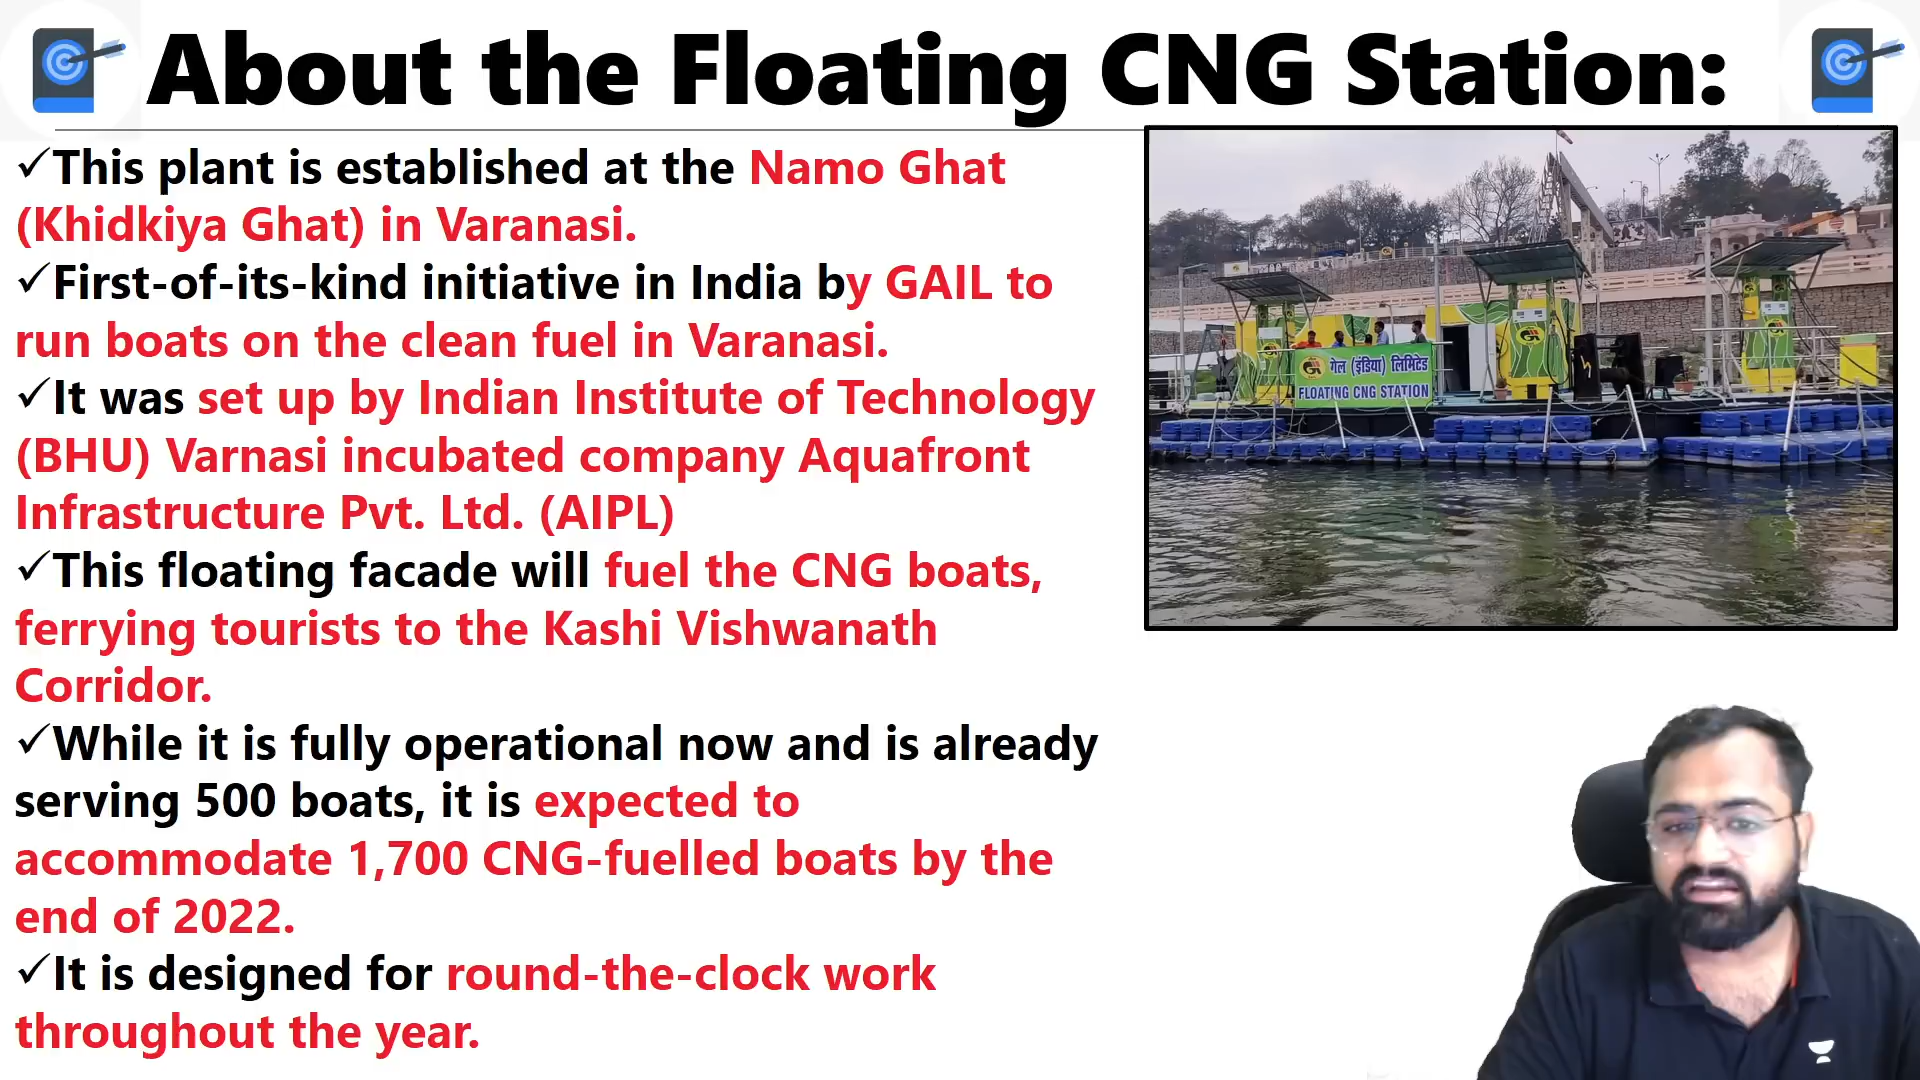 About the Floating CNG Station:
✓This plant is established at the Namo Ghat
(Khidkiya Ghat) in Varanasi.
✓First-of-its-kind initiative in India by GAIL to
run boats on the clean fuel in Varanasi.
✓It was set up by Indian Institute of Technology
(BHU) Varnasi incubated company Aquafront
Infrastructure Pvt. Ltd. (AIPL)
✓This floating facade will fuel the CNG boats,
ferrying tourists to the Kashi Vishwanath
Corridor.
✓While it is fully operational now and is already
serving 500 boats, it is expected to
accommodate 1,700 CNG-fuelled boats by the
end of 2022.
✓It is designed for round-the-clock work
throughout the year.
गेल (इंडिया) लिमिटेड
FLOATING CNG STATION